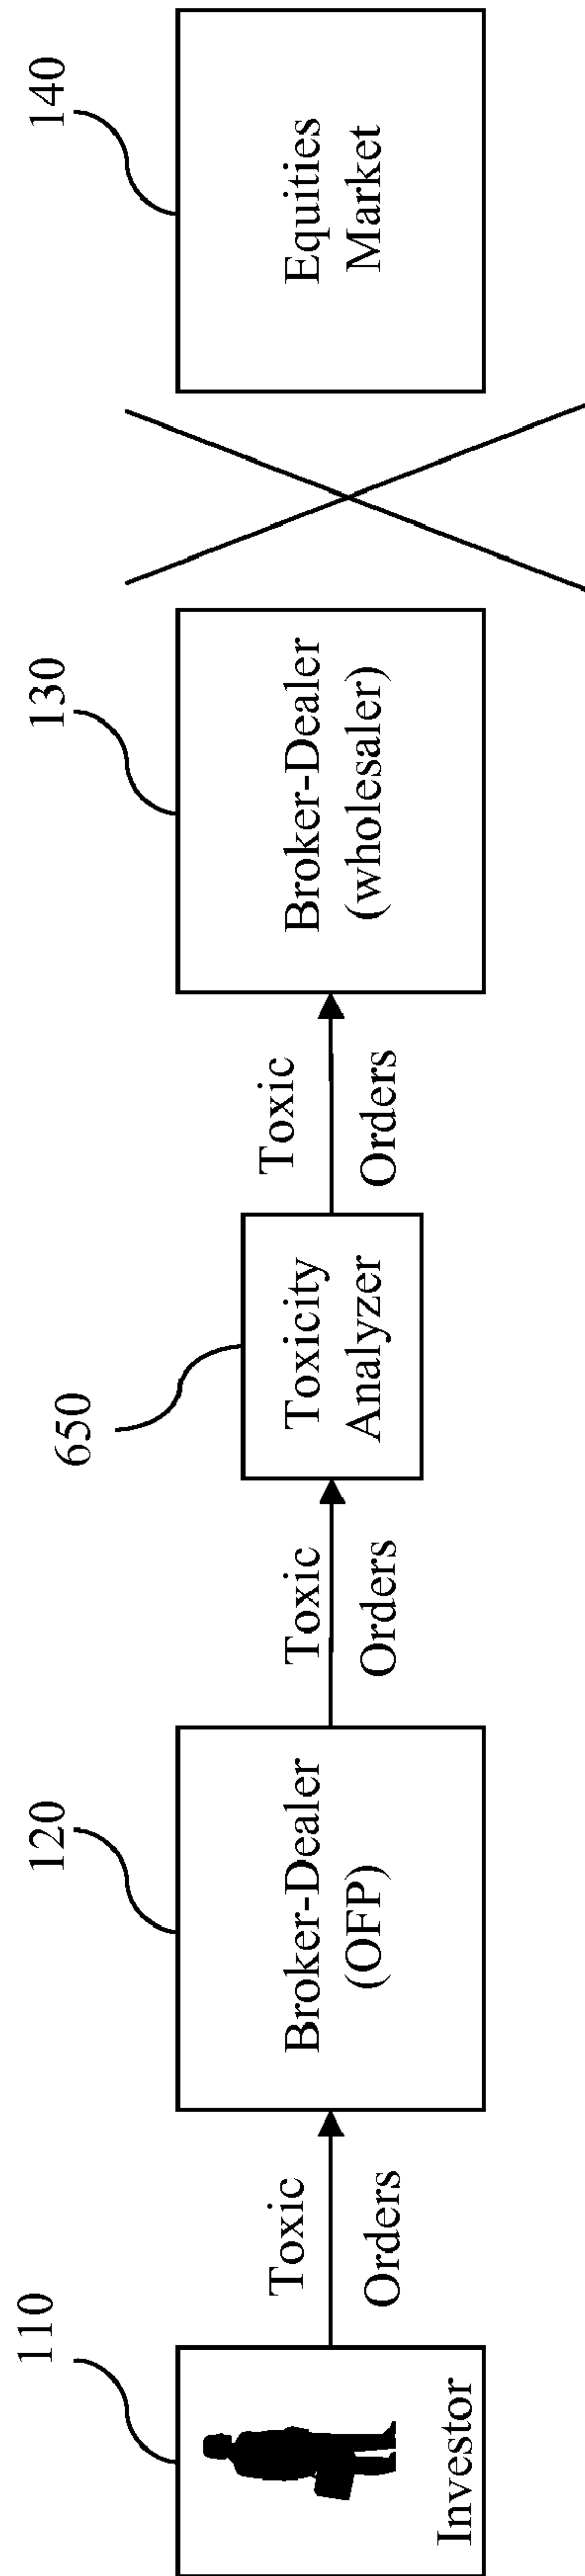 110
Investor
Toxic
Orders
120
Broker-Dealer
(OFP)
Toxic
Orders
650
Toxicity
Analyzer
Toxic
Orders
130
Broker-Dealer
(wholesaler)
140
Equities
Market